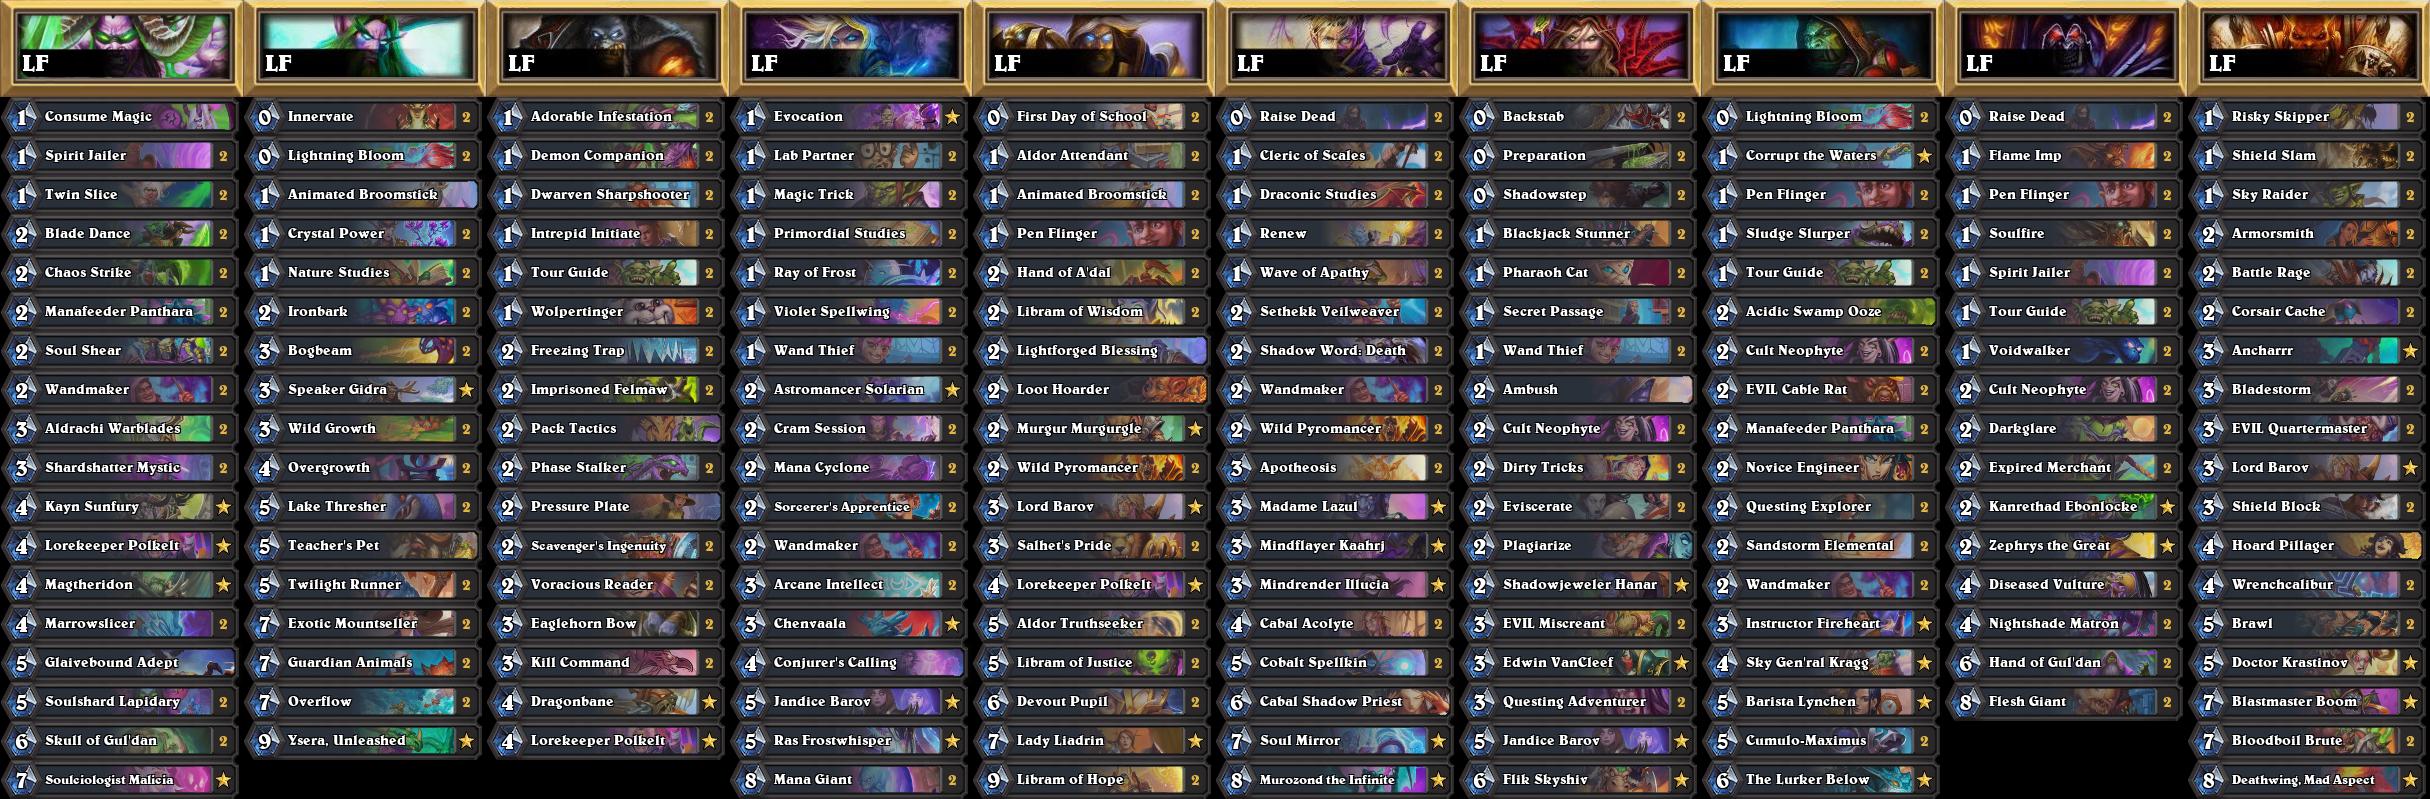 LF
1 Consume Magic
1 Spirit Jailer 2
1 Twin Slice 2
2 Blade Dance 2
2 Chaos Strike 2
2 Manafeeder Panthara 2
2 Soul Shear 2
2 Wandmaker 2
3 Aldrachi Warblades 2
3 Shardshatter Mystic 2
4 Kayn Sunfury
4 Lorekeeper Polkelt
4 Magtheridon
4 Marrowslicer 2
5 Glaivebound Adept
5 Soulshard Lapidary 2
6 Skull of Gul'dan 2
7 Soulciologist Malicia
LF
0 Innervate 2
0 Lightning Bloom 2
1 Animated Broomstick
1 Crystal Power 2
1 Nature Studies 2
2 Ironbark 2
3 Bogbeam 2
3 Speaker Gidra
3 Wild Growth 2
4 Overgrowth 2
5 Lake Thresher 2
5 Teacher's Pet
5 Twilight Runner 2
7 Exotic Mountseller 2
7 Guardian Animals 2
7 Overflow 2
9 Ysera, Unleashed
LF
1 Adorable Infestation 2
1 Demon Companion 2
1 Dwarven Sharpshooter 2
1 Intrepid Initiate 2
1 Tour Guide 2
1 Wolpertinger 2
2 Freezing Trap 2
2 Imprisoned Felmaw 2
2 Pack Tactics
2 Phase Stalker 2
2 Pressure Plate
2 Scavenger's Ingenuity 2
2 Voracious Reader 2
3 Eaglehorn Bow 2
3 Kill Command 2
4 Dragonbane
4 Lorekeeper Polkelt
LF
1 Evocation
1 Lab Partner 2
1 Magic Trick 2
1 Primordial Studies 2
1 Ray of Frost 2
1 Violet Spellwing 2
1 Wand Thief 2
2 Astromancer Solarian
2 Cram Session 2
2 Mana Cyclone 2
2 Sorcerer's Apprentice 2
2 Wandmaker 2
3 Arcane Intellect 2
3 Chenvaala
4 Conjurer's Calling
5 Jandice Barov
5 Ras Frostwhisper
8 Mana Giant 2
LF
0 First Day of School 2
1 Aldor Attendant 2
1 Animated Broomstick 2
1 Pen Flinger 2
2 Hand of A'dal 2
2 Libram of Wisdom 2
2 Lightforged Blessing
2 Loot Hoarder
2 Murgur Murgurgle
2 Wild Pyromancer 2
3 Lord Barov
3 Salhet's Pride 2
4 Lorekeeper Polkelt
5 Aldor Truthseeker 2
5 Libram of Justice 2
6 Devout Pupil 2
7 Lady Liadrin
9 Libram of Hope 2
LF
0 Raise Dead 2
1 Cleric of Scales 2
1 Draconic Studies 2
1 Renew 2
1 Wave of Apathy 2
2 Sethekk Veilweaver 2
2 Shadow Word: Death 2
2 Wandmaker 2
2 Wild Pyromancer 2
3 Apotheosis 2
3 Madame Lazul
3 Mindflayer Kaahrj
3 Mindrender Illucia
4 Cabal Acolyte 2
5 Cobalt Spellkin 2
6 Cabal Shadow Priest
7 Soul Mirror
8 Murozond the Infinite
LF
0 Backstab 2
0 Preparation 2
0 Shadowstep 2
1 Blackjack Stunner 2
1 Pharaoh Cat 2
1 Secret Passage 2
1 Wand Thief 2
2 Ambush
2 Cult Neophyte 2
2 Dirty Tricks 2
2 Eviscerate 2
2 Plagiarize
2 Shadowjeweler Hanar
3 EVIL Miscreant 2
3 Edwin VanCleef
3 Questing Adventurer 2
5 Jandice Barov
6 Flik Skyshiv
LF
0 Lightning Bloom 2
1 Corrupt the Waters
1 Pen Flinger 2
1 Sludge Slurper 2
1 Tour Guide 2
2 Acidic Swamp Ooze
2 Cult Neophyte 2
2 EVIL Cable Rat 2
2 Manafeeder Panthara 2
2 Novice Engineer 2
2 Questing Explorer 2
2 Sandstorm Elemental 2
2 Wandmaker 2
3 Instructor Fireheart
4 Sky Gen'ral Kragg
5 Barista Lynchen
5 Cumulo-Maximus 2
6 The Lurker Below
LF
0 Raise Dead 2
1 Flame Imp 2
1 Pen Flinger 2
1 Soulfire 2
1 Spirit Jailer 2
1 Tour Guide 2
1 Voidwalker 2
2 Cult Neophyte 2
2 Darkglare 2
2 Expired Merchant 2
2 Kanrethad Ebonlocke
2 Zephrys the Great
4 Diseased Vulture 2
4 Nightshade Matron 2
6 Hand of Gul'dan 2
8 Flesh Giant 2
LF
1 Risky Skipper 2
1 Shield Slam 2
1 Sky Raider 2
2 Armorsmith 2
2 Battle Rage 2
2 Corsair Cache 2
3 Ancharrr
3 Bladestorm 2
3 EVIL Quartermaster 2
3 Lord Barov
3 Shield Block 2
4 Hoard Pillager
4 Wrenchcalibur 2
5 Brawl 2
5 Doctor Krastinov
7 Blastmaster Boom
7 Bloodboil Brute 2
8 Deathwing, Mad Aspect